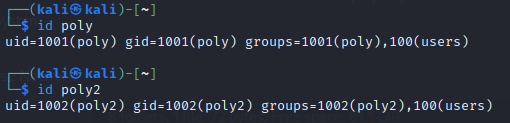 ┌──(kali㉿kali)-[~]
└─$ id poly
uid=1001(poly) gid=1001(poly) groups=1001(poly),100(users)
┌──(kali㉿kali)-[~]
└─$ id poly2
uid=1002(poly2) gid=1002(poly2) groups=1002(poly2),100(users)